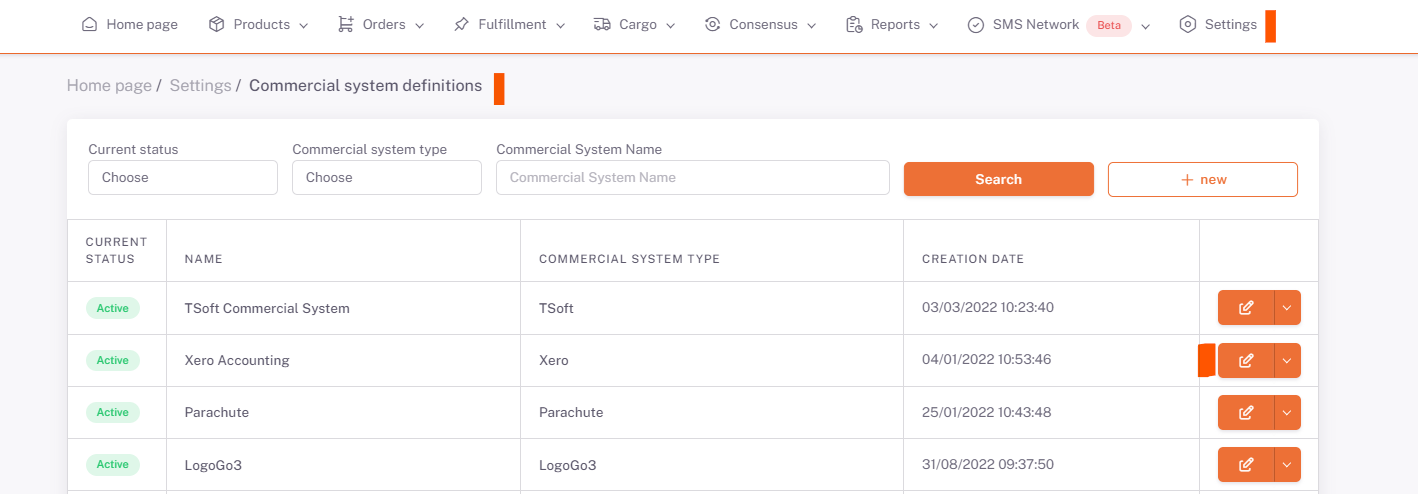 Home page Products Orders Fulfillment Cargo Consensus Reports SMS Network Beta Settings
Home page / Settings / Commercial system definitions
Current status Commercial system type Commercial System Name
Choose Choose Commercial System Name Search + new
CURRENT
STATUS NAME COMMERCIAL SYSTEM TYPE CREATION DATE
Active TSoft Commercial System TSoft 03/03/2022 10:23:40
Active Xero Accounting Xero 04/01/2022 10:53:46
Active Parachute Parachute 25/01/2022 10:43:48
Active LogoGo3 LogoGo3 31/08/2022 09:37:50